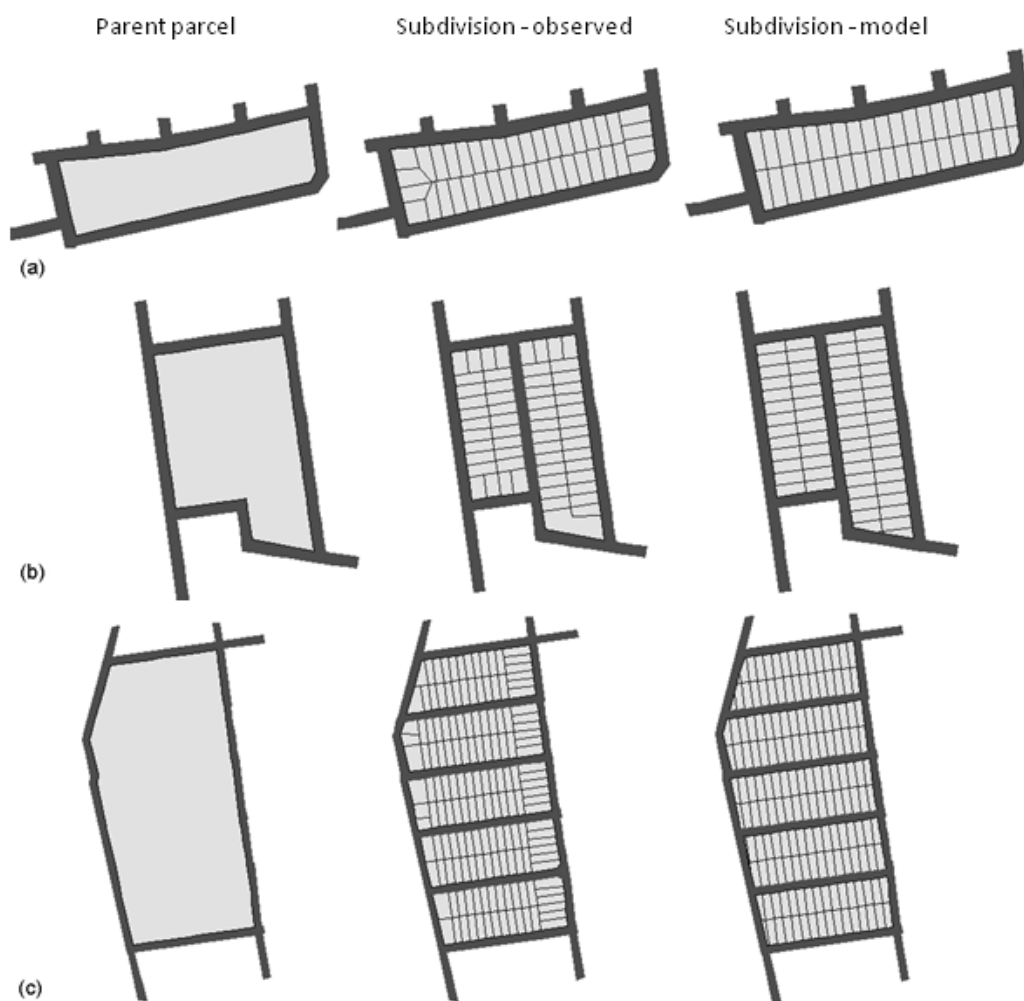 Parent parcel
Subdivision - observed
Subdivision - model
(a)
(b)
(c)